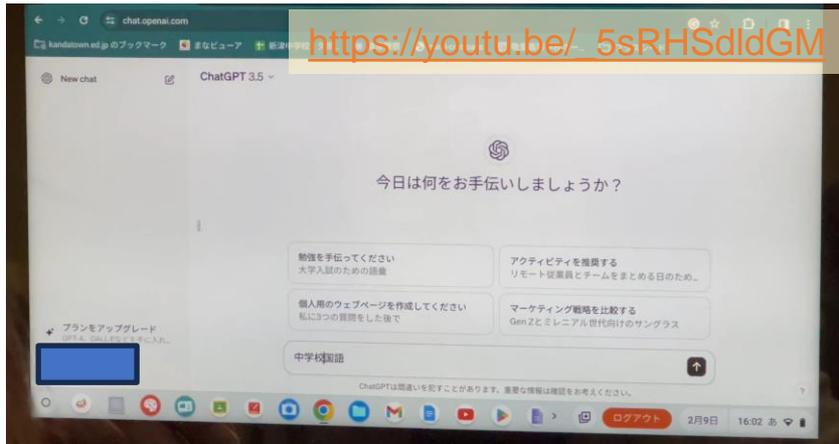 chat.openai.com
https://youtu.be/_5sRHSdldGM
kandatown.ed.jp のブックマーク
まなビューア
New chat
ChatGPT 3.5
今日は何をお手伝いしましょうか？
勉強を手伝ってください
大学入試のための語彙
アクティビティを推奨する
リモート従業員とチームをまとめる日のため...
個人用のウェブページを作成してください
私に3つの質問をした後で
マーケティング戦略を比較する
Gen Zとミレニアル世代向けのサングラス
プランをアップグレード
中学校国語
ChatGPTは間違いを犯すことがあります。重要な情報は確認をお考えください。
?
ログアウト
2月9日
16:02
あ